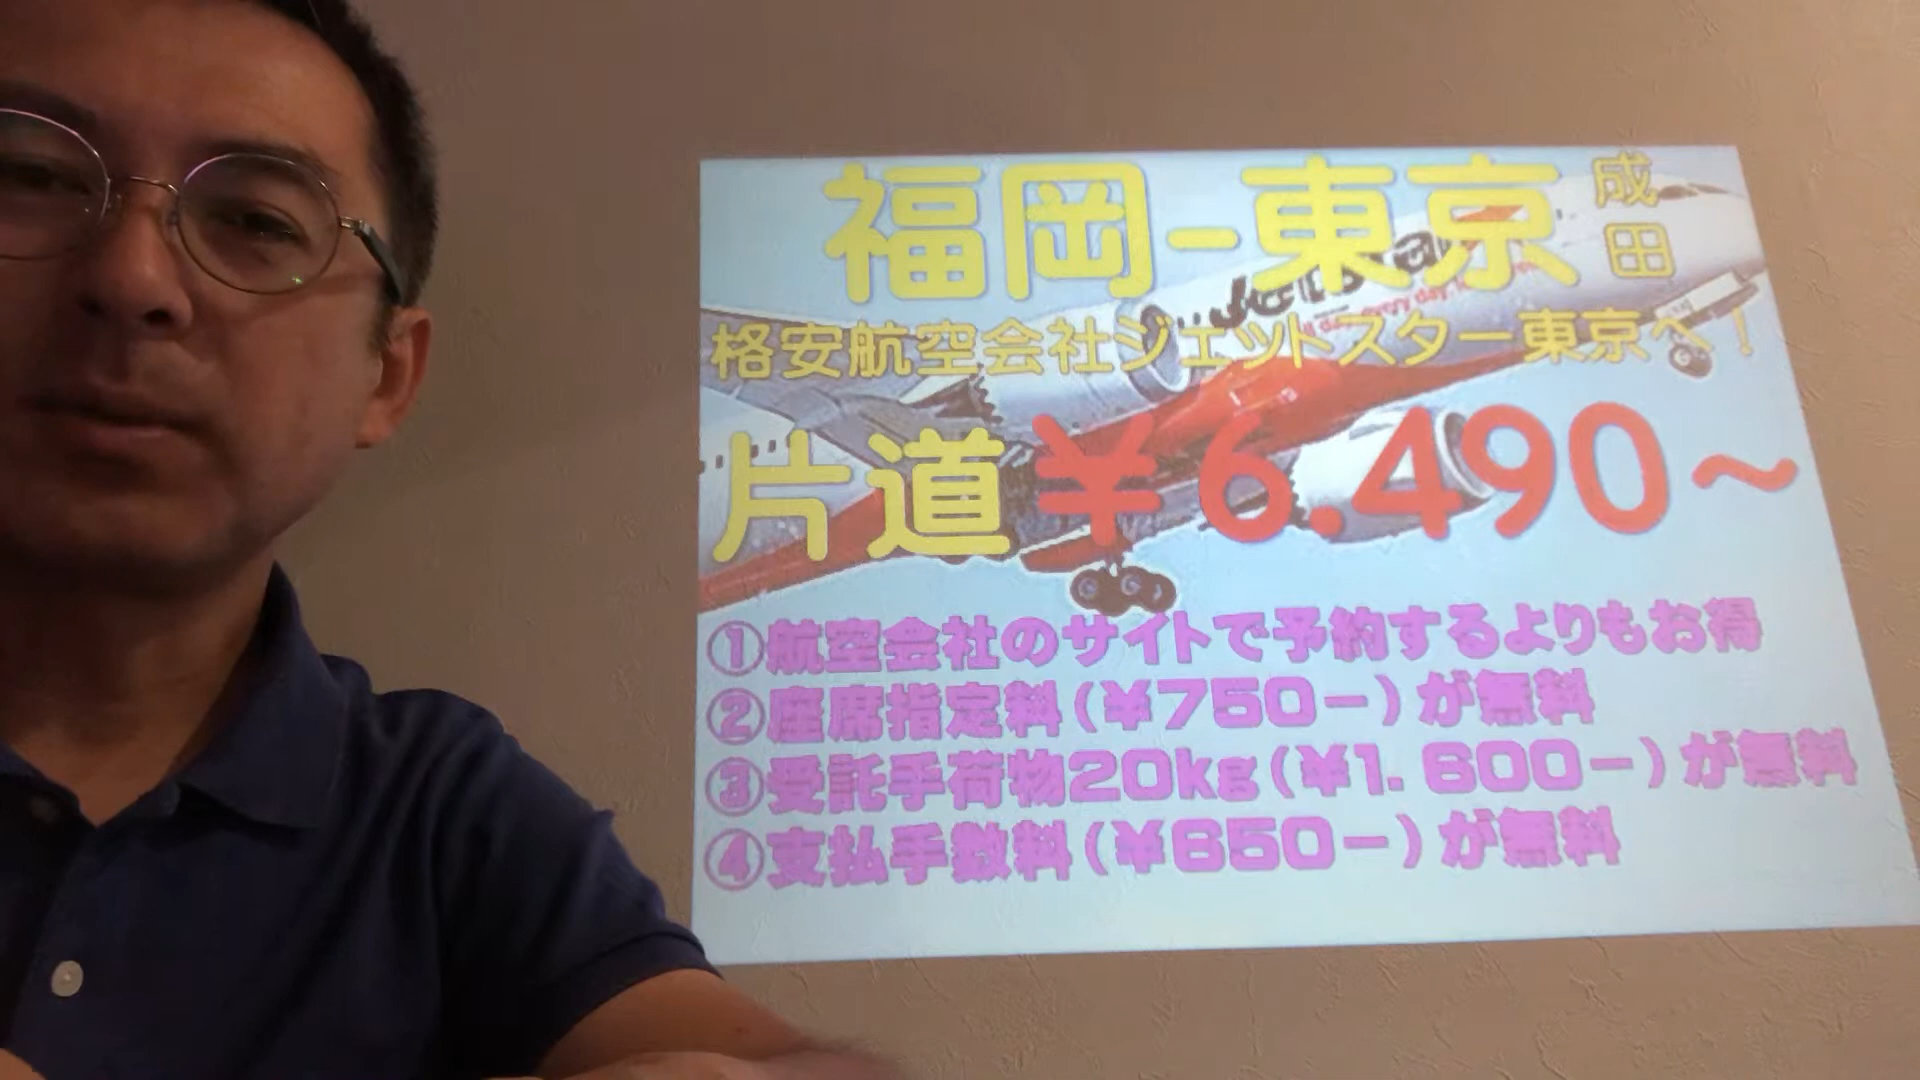 福岡-東京 成田
格安航空会社ジェットスター東京へ！
片道¥6.490～
①航空会社のサイトで予約するよりもお得
②座席指定料(¥750-)が無料
③受託手荷物20kg(¥1.600-)が無料
④支払手数料(¥650-)が無料